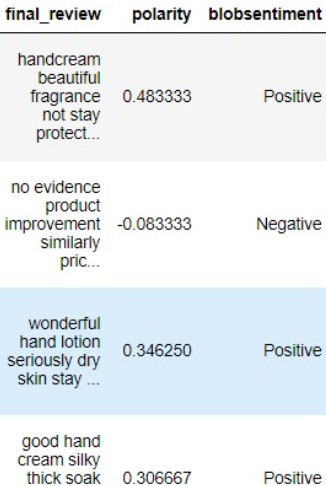 final_review polarity blobsentiment
handcream
beautiful
fragrance 0.483333 Positive
not stay
protect...
no evidence
product
improvement -0.083333 Negative
similarly
pric...
wonderful
hand lotion
seriously dry 0.346250 Positive
skin stay ...
good hand
cream silky
thick soak 0.306667 Positive